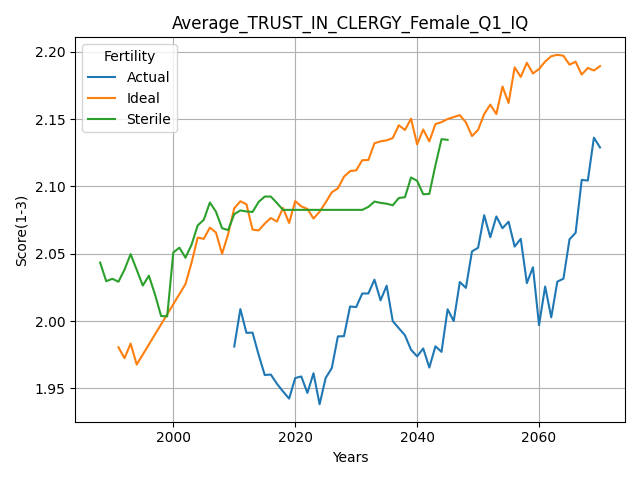 Average_TRUST_IN_CLERGY_Female_Q1_IQ
Score(1-3)
2.20
2.15
2.10
2.05
2.00
1.95
Fertility
Actual
Ideal
Sterile
2000
2020
2040
2060
Years